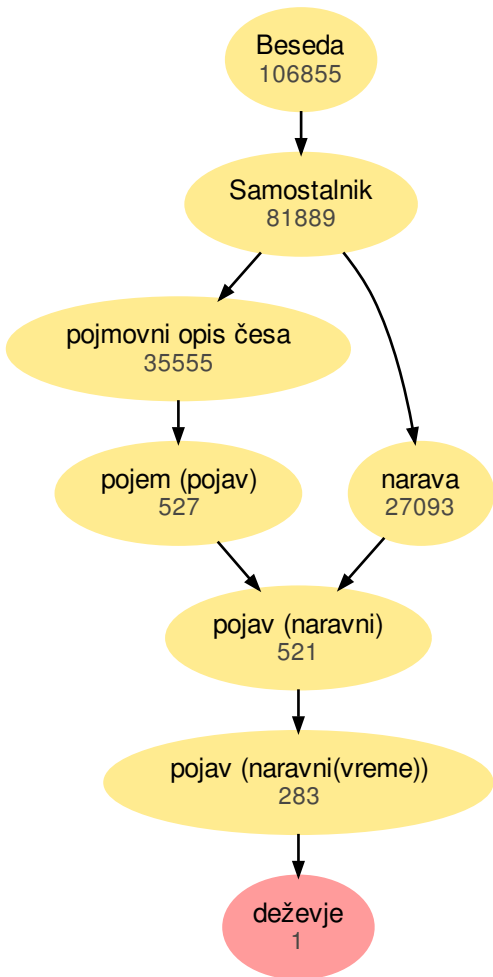 Beseda
106855
Samostalnik
81889
pojmovni opis česa
35555
pojem (pojav)
527
narava
27093
pojav (naravni)
521
pojav (naravni(vreme))
283
deževje
1